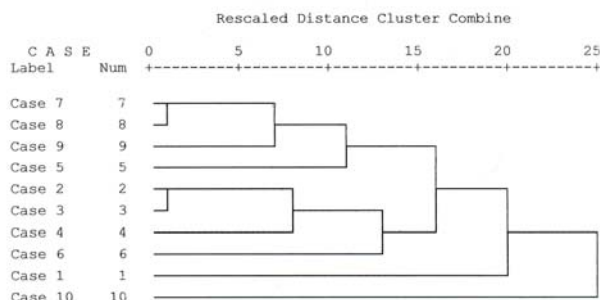 Rescaled Distance Cluster Combine
C A S E 0 5 10 15 20 25
Label Num +---------+---------+---------+---------+---------+
Case 7 7
Case 8 8
Case 9 9
Case 5 5
Case 2 2
Case 3 3
Case 4 4
Case 6 6
Case 1 1
Case 10 10